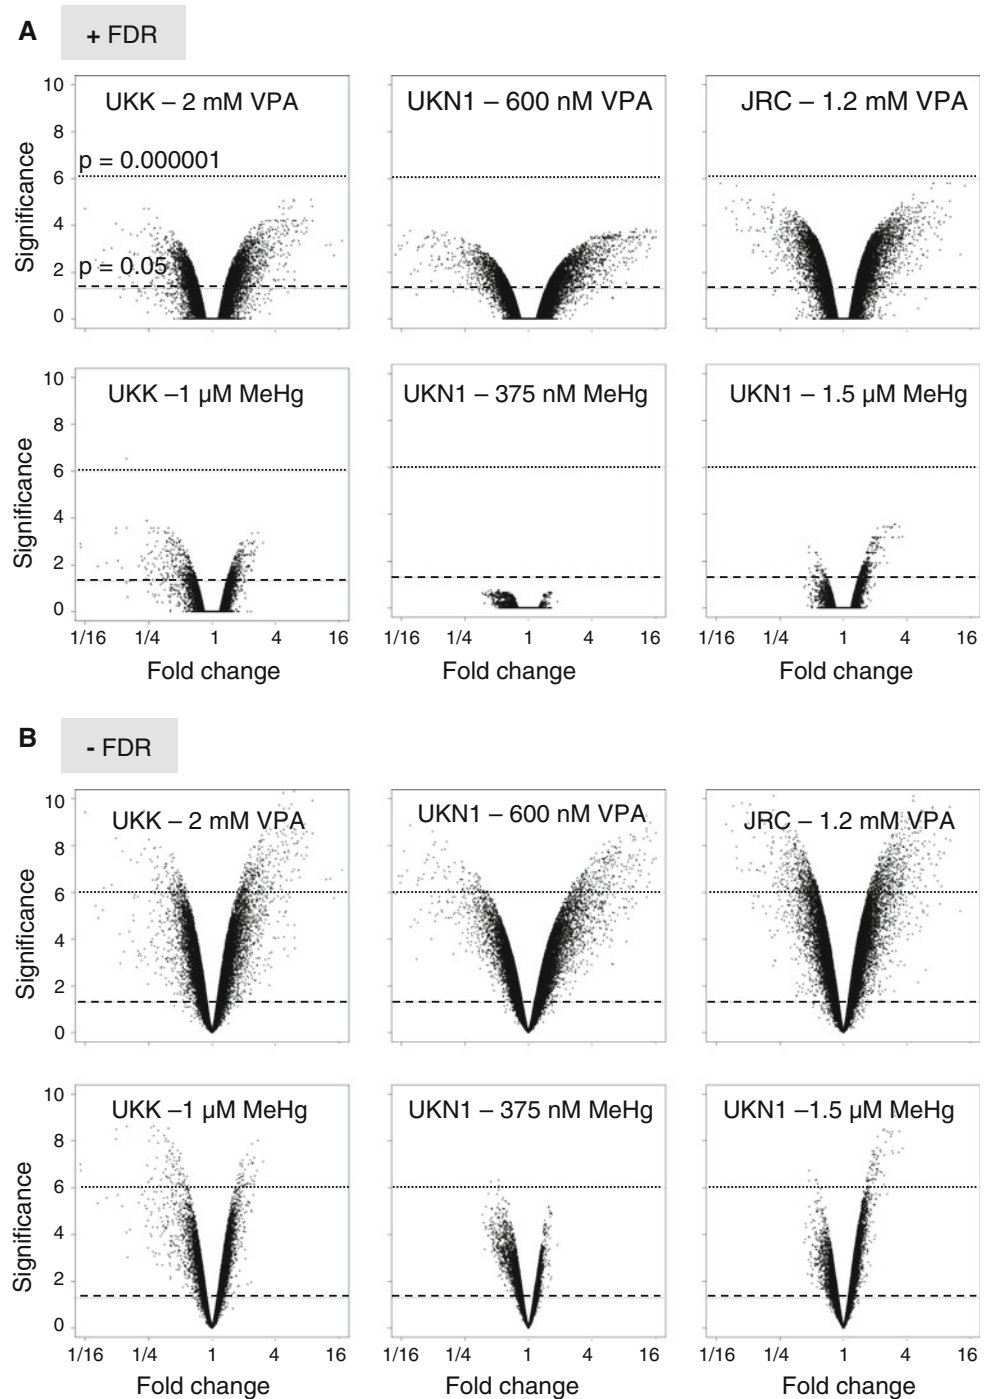 A
+ FDR
UKK – 2 mM VPA
UKN1 – 600 nM VPA
JRC – 1.2 mM VPA
10
8
6
4
2
0
Significance
p = 0.000001
p = 0.05
UKK –1 µM MeHg
UKN1 – 375 nM MeHg
UKN1 – 1.5 µM MeHg
10
8
6
4
2
0
Significance
1/16 1/4 1 4 16
1/16 1/4 1 4 16
1/16 1/4 1 4 16
Fold change
Fold change
Fold change
B
- FDR
UKK – 2 mM VPA
UKN1 – 600 nM VPA
JRC – 1.2 mM VPA
10
8
6
4
2
0
Significance
UKK –1 µM MeHg
UKN1 – 375 nM MeHg
UKN1 –1.5 µM MeHg
10
8
6
4
2
0
Significance
1/16 1/4 1 4 16
1/16 1/4 1 4 16
1/16 1/4 1 4 16
Fold change
Fold change
Fold change